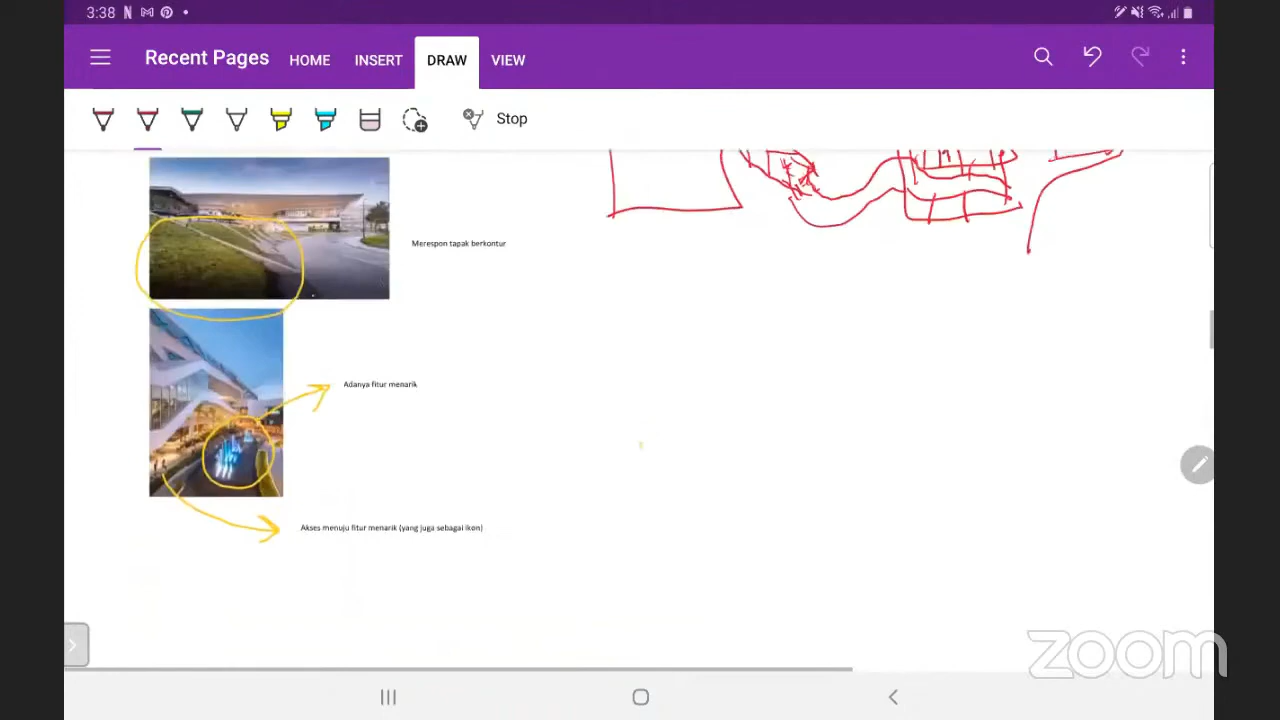 3:38
Recent Pages HOME INSERT DRAW VIEW
Stop
Merespon tapak berkontur
Adanya fitur menarik
Akses menuju fitur menarik (yang juga sebagai ikon)
zoom